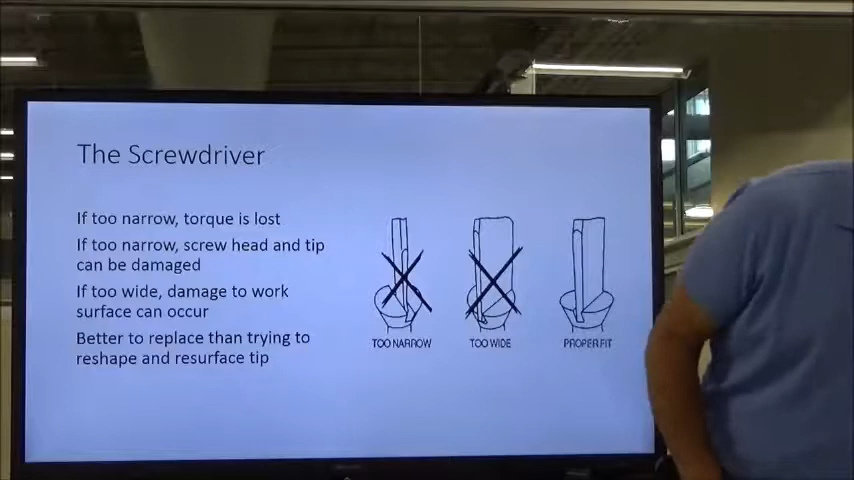 The Screwdriver
If too narrow, torque is lost
If too narrow, screw head and tip
can be damaged
If too wide, damage to work
surface can occur
Better to replace than trying to
reshape and resurface tip
TOO NARROW
TOO WIDE
PROPER FIT